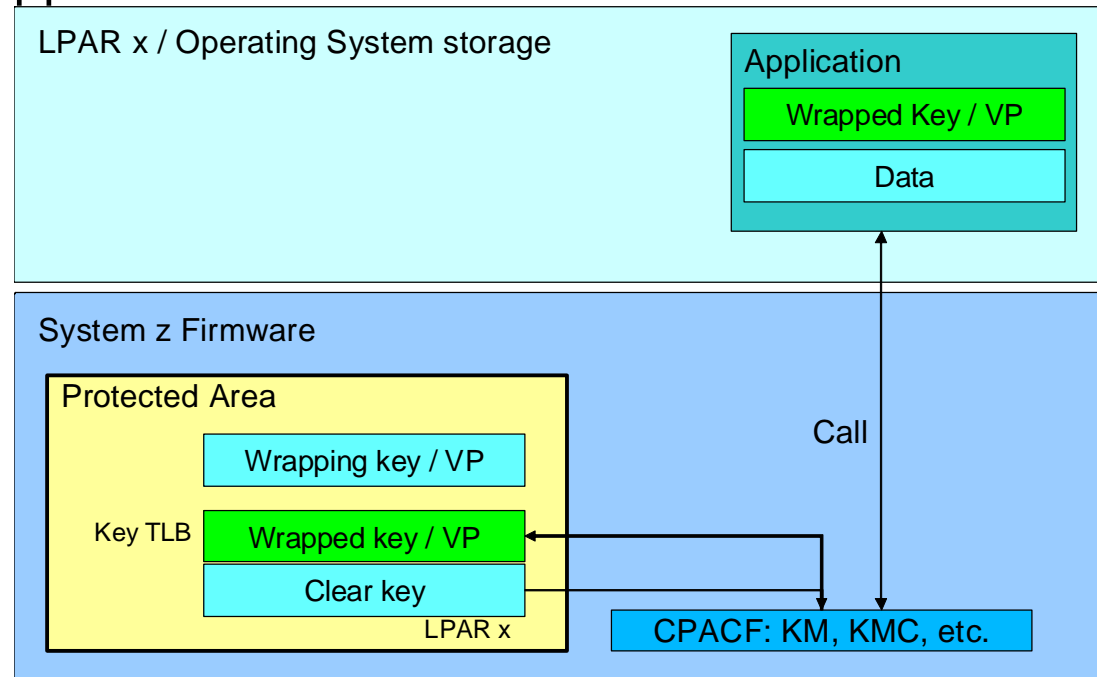 LPAR x / Operating System storage
Application
Wrapped Key / VP
Data
System z Firmware
Protected Area
Call
Wrapping key / VP
Key TLB
Wrapped key / VP
Clear key
LPAR x
CPACF: KM, KMC, etc.